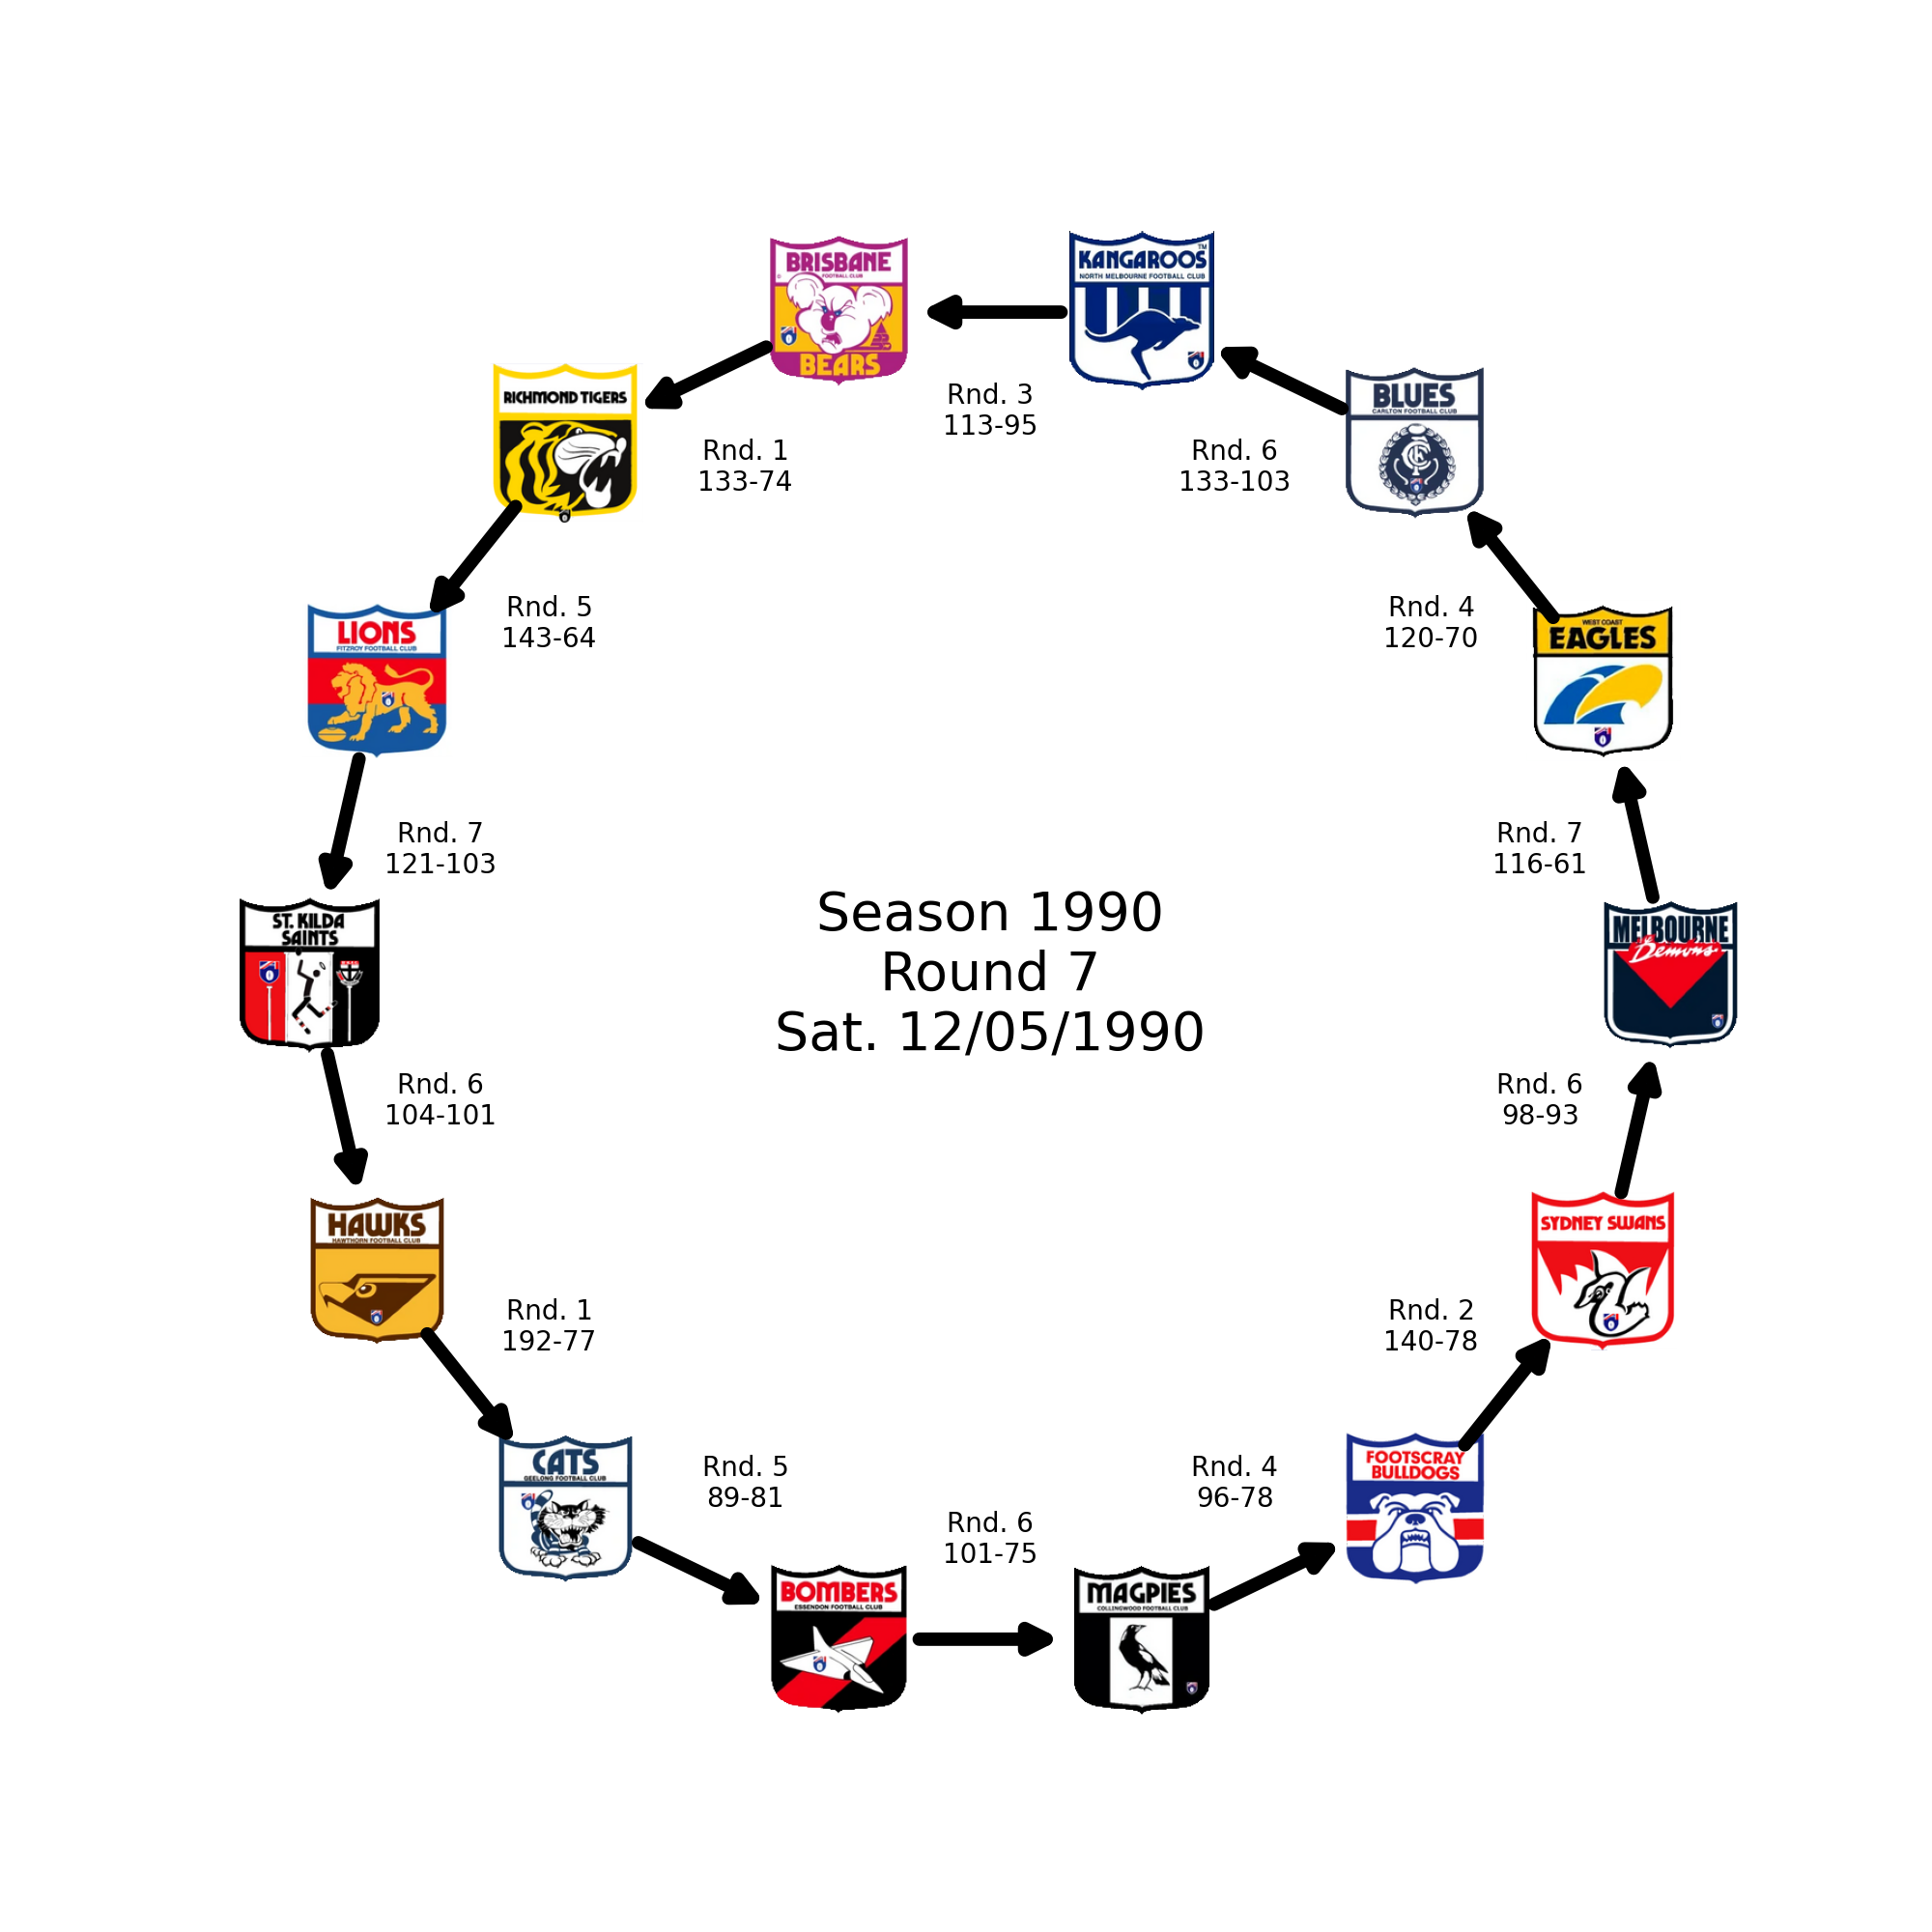 BRISBANE
FOOTBALL CLUB
BEARS
KANGAROOS
TM
NORTH MELBOURNE FOOTBALL CLUB
Rnd. 3
113-95
RICHMOND TIGERS
Rnd. 1
133-74
Rnd. 6
133-103
BLUES
CARLTON FOOTBALL CLUB
CFC
LIONS
FITZROY FOOTBALL CLUB
Rnd. 5
143-64
Rnd. 4
120-70
WEST COAST
EAGLES
Rnd. 7
121-103
Rnd. 7
116-61
ST. KILDA
SAINTS
Season 1990
Round 7
Sat. 12/05/1990
MELBOURNE
Demons
Rnd. 6
104-101
Rnd. 6
98-93
HAWKS
HAWTHORN FOOTBALL CLUB
Rnd. 1
192-77
Rnd. 2
140-78
SYDNEY SWANS
CATS
GEELONG FOOTBALL CLUB
Rnd. 5
89-81
Rnd. 6
101-75
Rnd. 4
96-78
FOOTSCRAY
BULLDOGS
BOMBERS
ESSENDON FOOTBALL CLUB
MAGPIES
COLLINGWOOD FOOTBALL CLUB